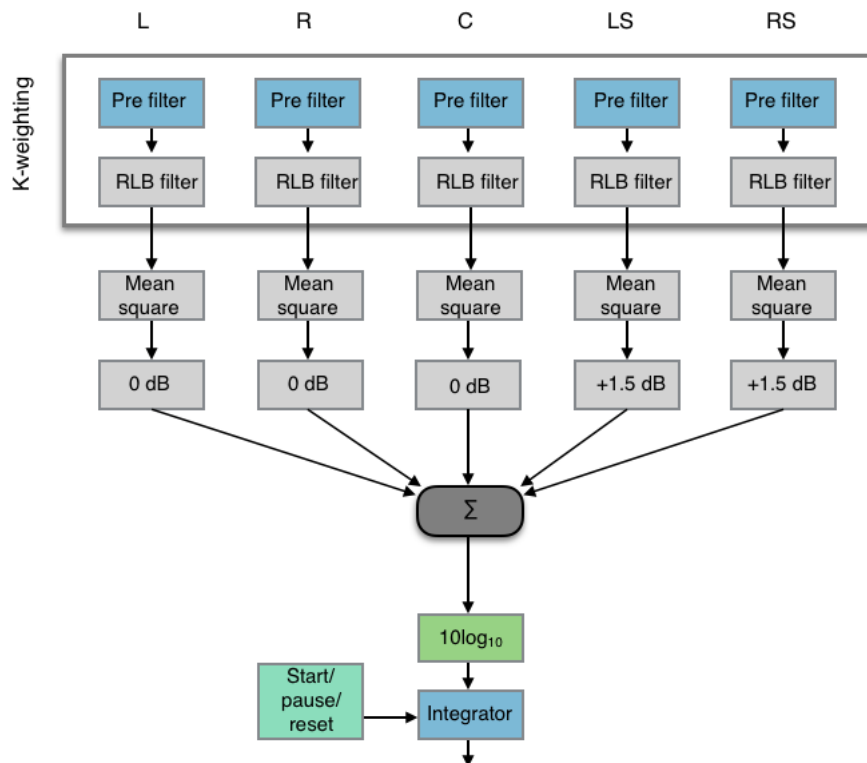 L R C LS RS
K-weighting
Pre filter Pre filter Pre filter Pre filter Pre filter
RLB filter RLB filter RLB filter RLB filter RLB filter
Mean Mean Mean Mean Mean
square square square square square
0 dB 0 dB 0 dB +1.5 dB +1.5 dB
Σ
10log₁₀
Start/
pause/
reset
Integrator